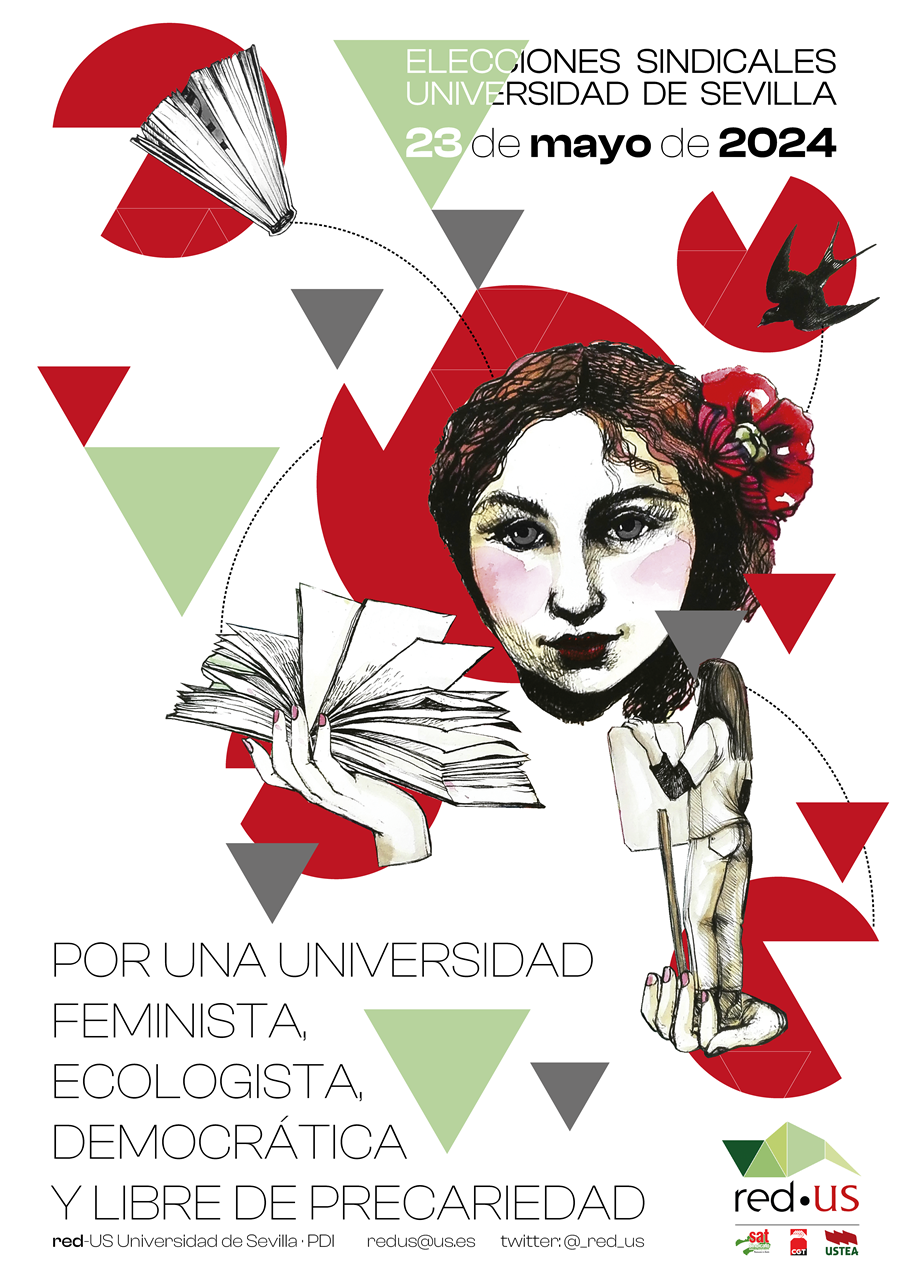 ELECCIONES SINDICALES
UNIVERSIDAD DE SEVILLA
23 de mayo de 2024
POR UNA UNIVERSIDAD
FEMINISTA,
ECOLOGISTA,
DEMOCRÁTICA
Y LIBRE DE PRECARIEDAD
red-US Universidad de Sevilla · PDI redus@us.es twitter: @_red_us
red•US
sat CGT USTEA